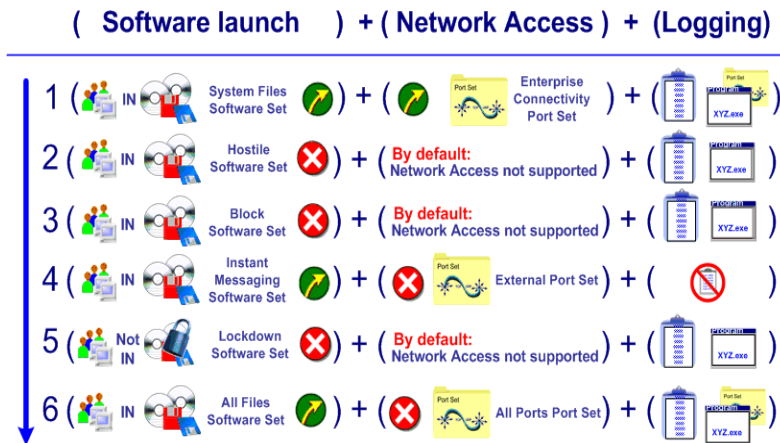 ( Software launch ) + ( Network Access ) + (Logging)
1 ( IN System Files Software Set ) + ( Port Set Enterprise Connectivity Port Set ) + ( Port Set Program XYZ.exe )
2 ( IN Hostile Software Set ) + ( By default: Network Access not supported ) + ( Program XYZ.exe )
3 ( IN Block Software Set ) + ( By default: Network Access not supported ) + ( Program XYZ.exe )
4 ( IN Instant Messaging Software Set ) + ( Port Set External Port Set ) + ( )
5 ( Not IN Lockdown Software Set ) + ( By default: Network Access not supported ) + ( Program XYZ.exe )
6 ( IN All Files Software Set ) + ( Port Set All Ports Port Set ) + ( Port Set Program XYZ.exe )